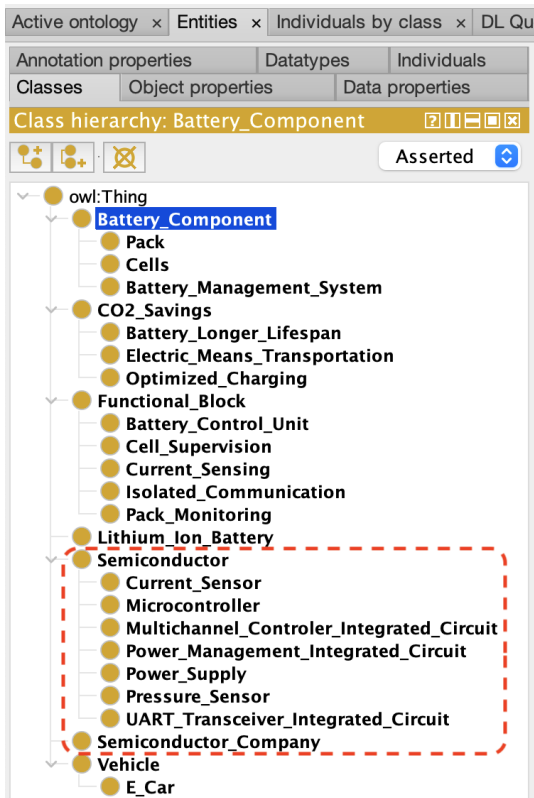 Active ontology × Entities × Individuals by class × DL Qu
Annotation properties Datatypes Individuals
Classes Object properties Data properties
Class hierarchy: Battery_Component
Asserted
owl:Thing
Battery_Component
Pack
Cells
Battery_Management_System
CO2_Savings
Battery_Longer_Lifespan
Electric_Means_Transportation
Optimized_Charging
Functional_Block
Battery_Control_Unit
Cell_Supervision
Current_Sensing
Isolated_Communication
Pack_Monitoring
Lithium_Ion_Battery
Semiconductor
Current_Sensor
Microcontroller
Multichannel_Controler_Integrated_Circuit
Power_Management_Integrated_Circuit
Power_Supply
Pressure_Sensor
UART_Transceiver_Integrated_Circuit
Semiconductor_Company
Vehicle
E_Car